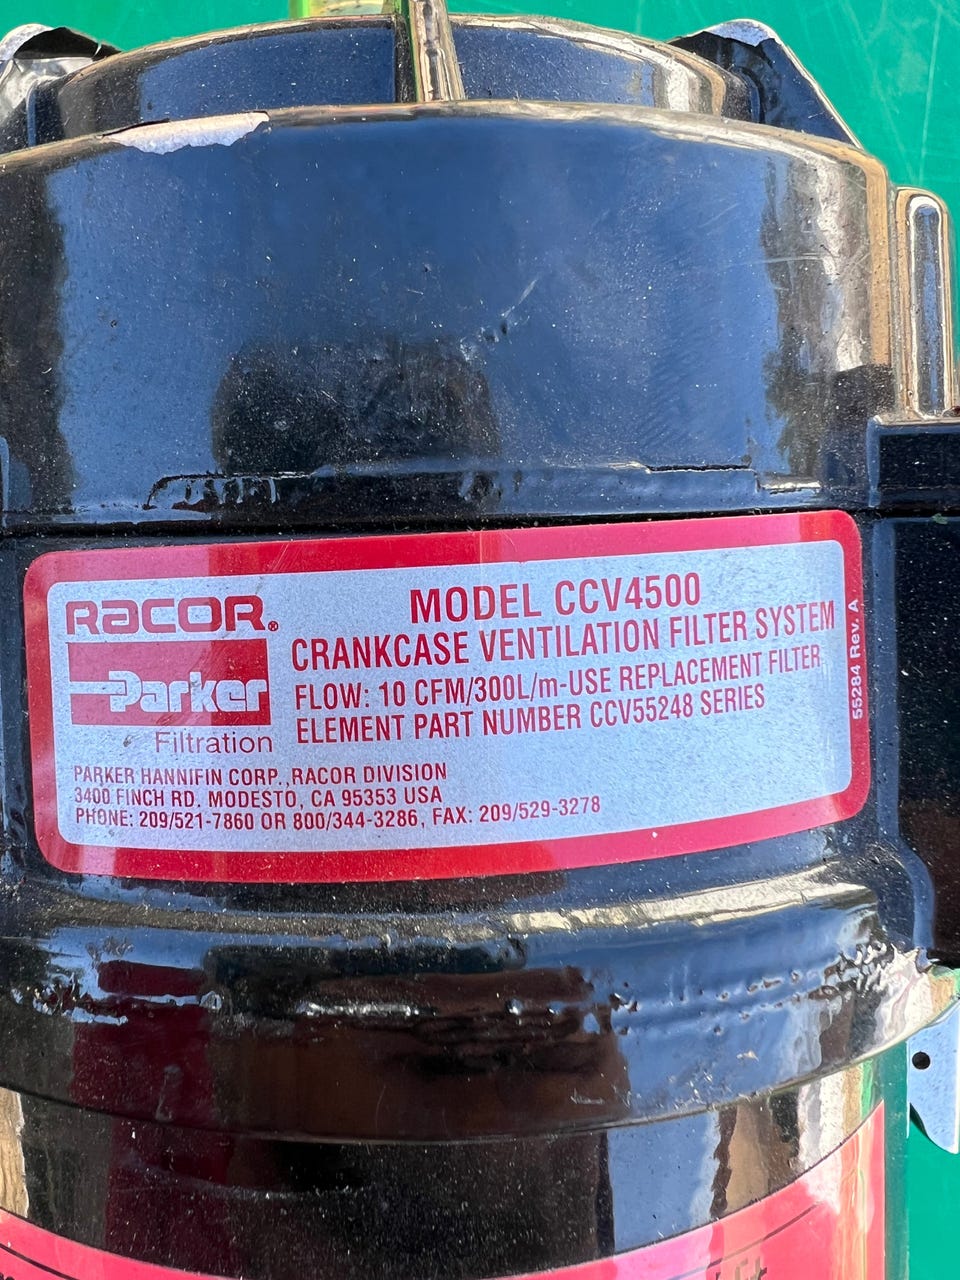 RACOR®
Parker
Filtration
MODEL CCV4500
CRANKCASE VENTILATION FILTER SYSTEM
FLOW: 10 CFM/300L/m-USE REPLACEMENT FILTER
ELEMENT PART NUMBER CCV55248 SERIES
PARKER HANNIFIN CORP., RACOR DIVISION
3400 FINCH RD. MODESTO, CA 95353 USA
PHONE: 209/521-7860 OR 800/344-3286, FAX: 209/529-3278
55284 Rev. A